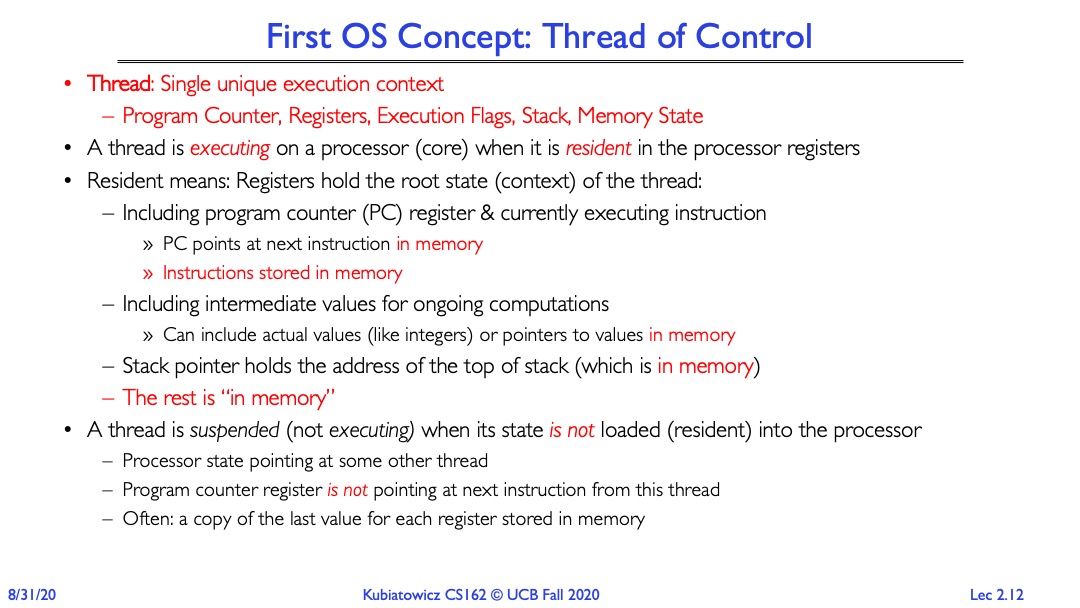 First OS Concept: Thread of Control
• Thread: Single unique execution context
– Program Counter, Registers, Execution Flags, Stack, Memory State
• A thread is executing on a processor (core) when it is resident in the processor registers
• Resident means: Registers hold the root state (context) of the thread:
– Including program counter (PC) register & currently executing instruction
» PC points at next instruction in memory
» Instructions stored in memory
– Including intermediate values for ongoing computations
» Can include actual values (like integers) or pointers to values in memory
– Stack pointer holds the address of the top of stack (which is in memory)
– The rest is “in memory”
• A thread is suspended (not executing) when its state is not loaded (resident) into the processor
– Processor state pointing at some other thread
– Program counter register is not pointing at next instruction from this thread
– Often: a copy of the last value for each register stored in memory
8/31/20 Kubiatowicz CS162 © UCB Fall 2020 Lec 2.12